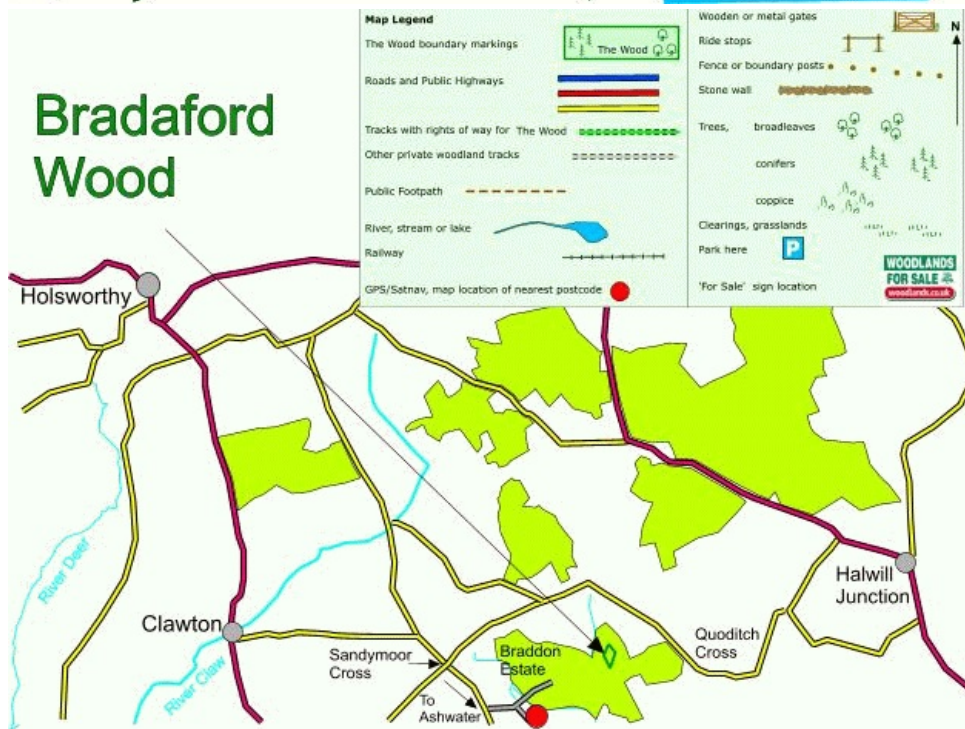 Map Legend
The Wood boundary markings
The Wood
Roads and Public Highways
Tracks with rights of way for The Wood
Other private woodland tracks
Public Footpath
River, stream or lake
Railway
GPS/Satnav, map location of nearest postcode
Wooden or metal gates
N
Ride stops
Fence or boundary posts
Stone wall
Trees, broadleaves
conifers
coppice
Clearings, grasslands
Park here
P
WOODLANDS
FOR SALE
woodlands.co.uk
'For Sale' sign location
Bradaford
Wood
Holsworthy
River Deer
Clawton
River Claw
Sandymoor
Cross
To
Ashwater
Braddon
Estate
Quoditch
Cross
Halwill
Junction